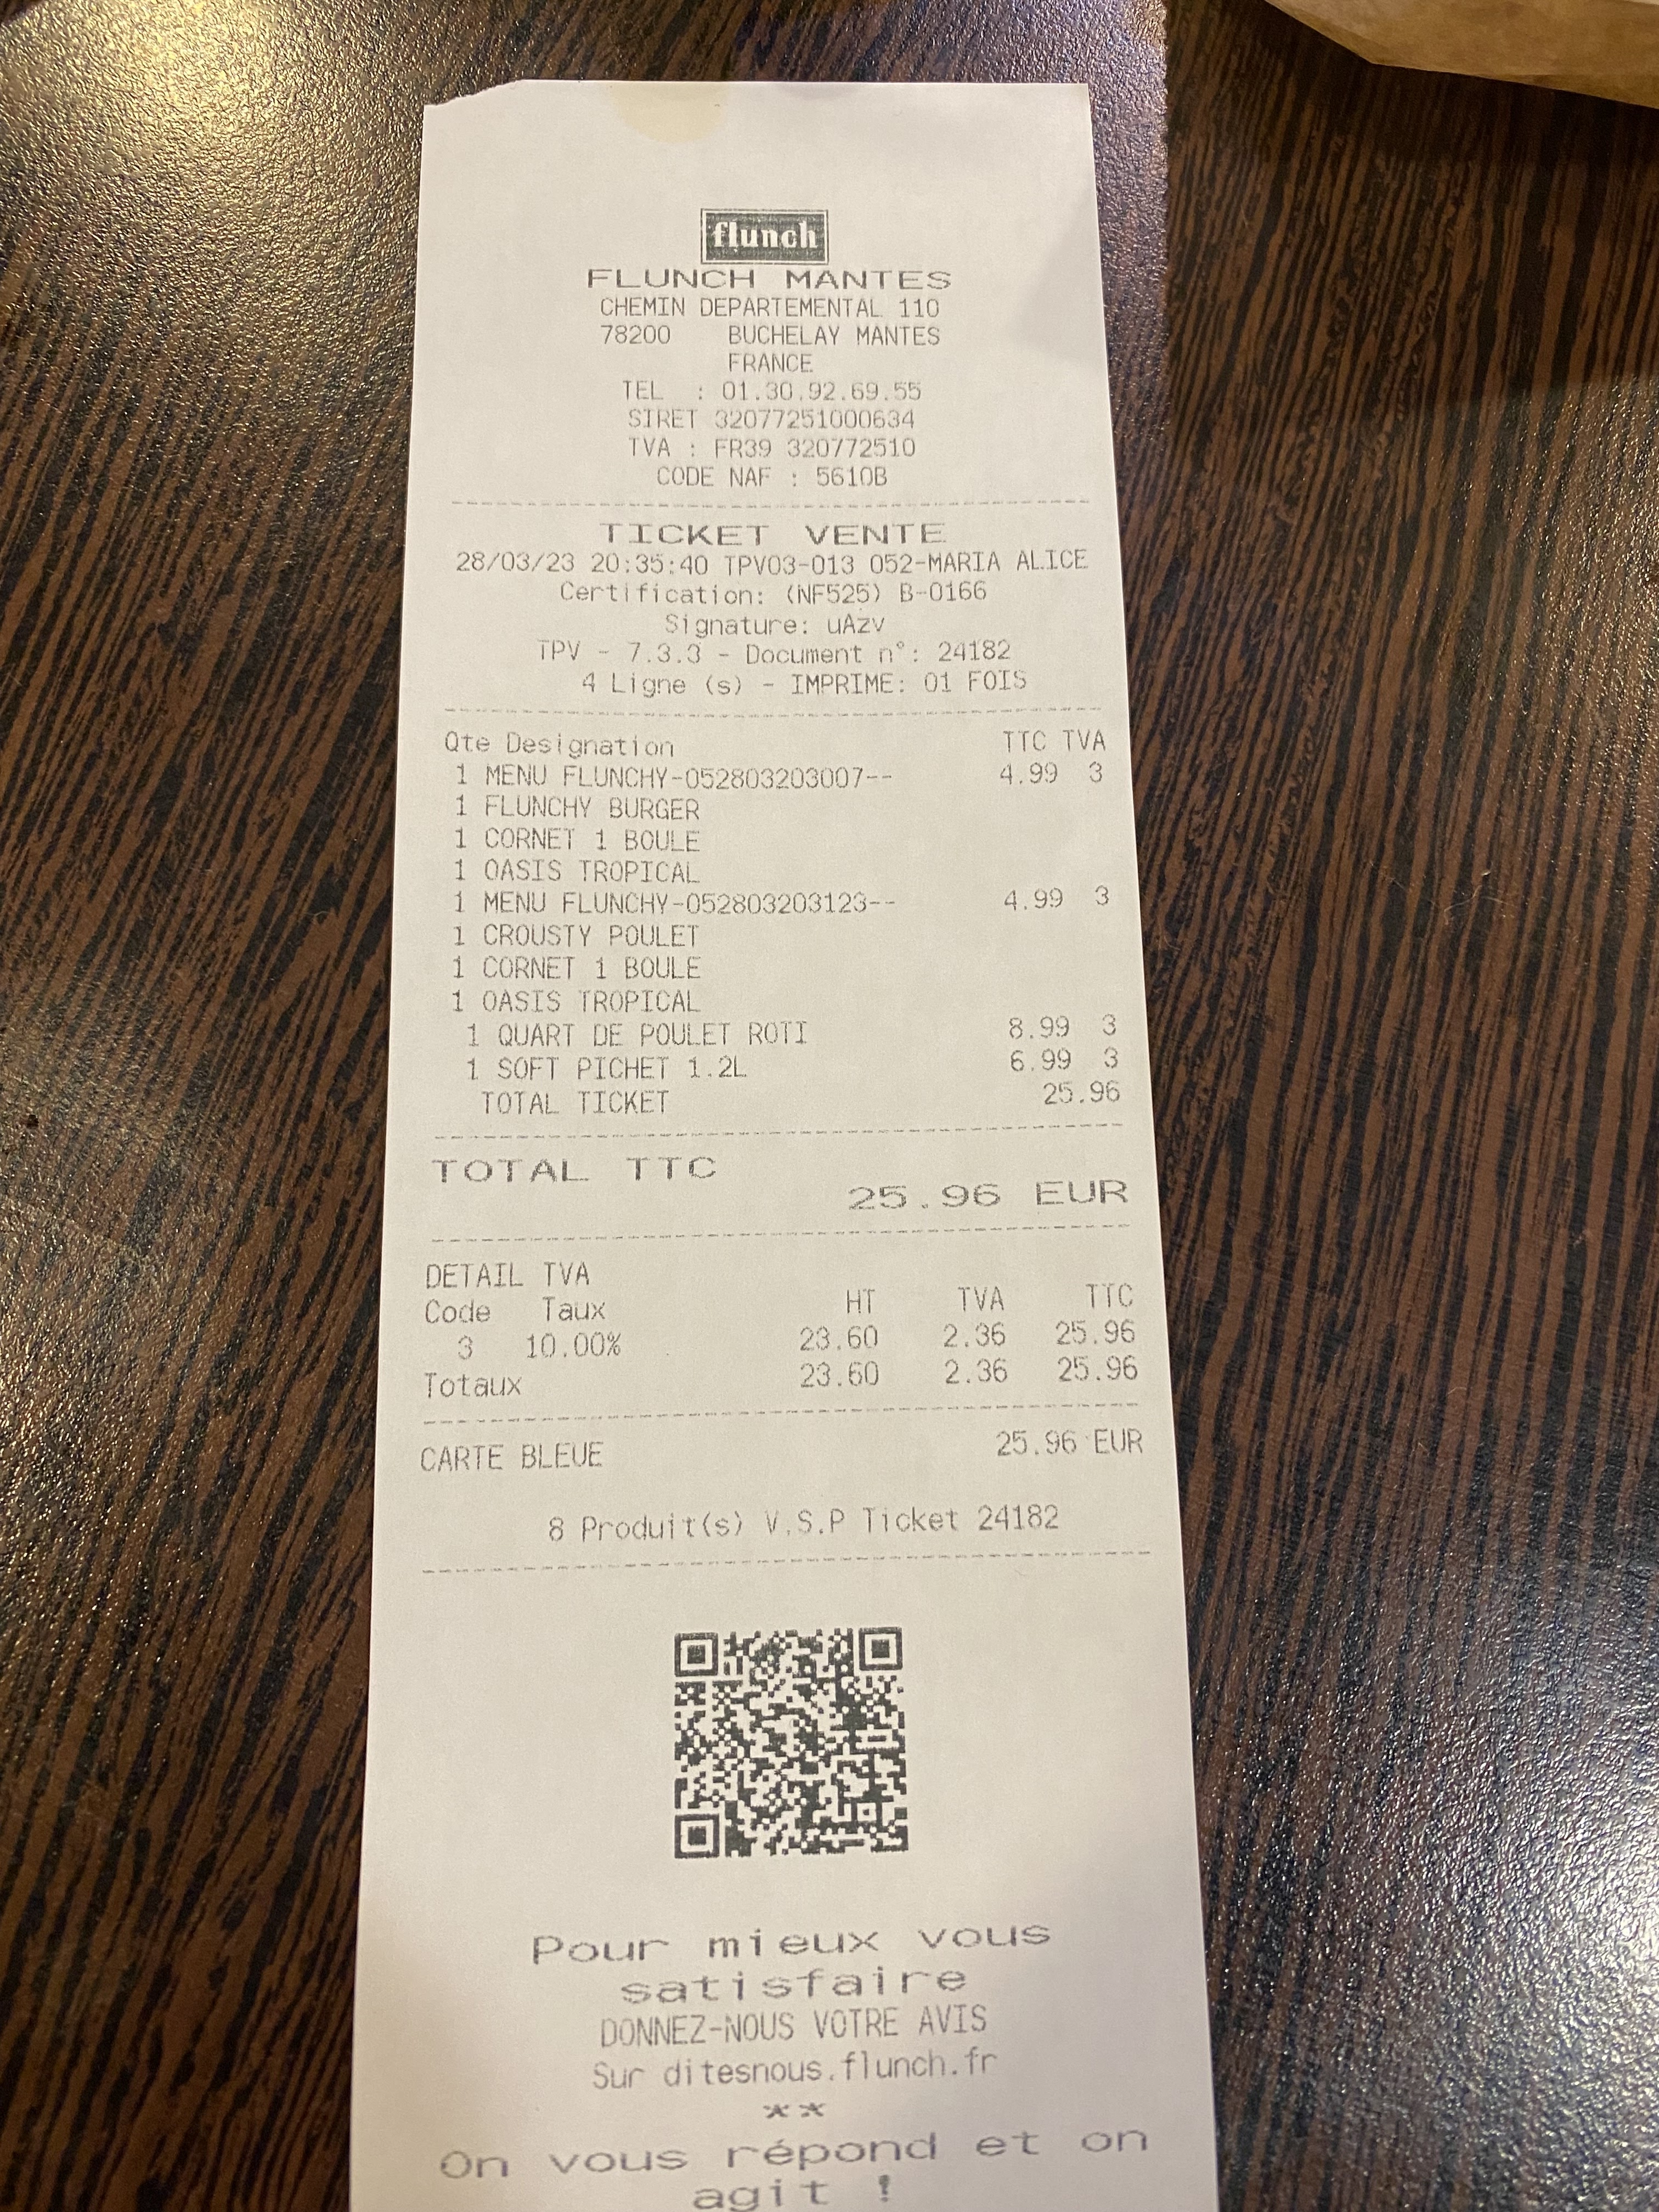 flunch
FLUNCH MANTES
CHEMIN DEPARTEMENTAL 110
78200 BUCHELAY MANTES
FRANCE
TEL : 01.30.92.69.55
SIRET 32077251000634
TVA : FR39 320772510
CODE NAF : 5610B
TICKET VENTE
28/03/23 20:35:40 TPV03-013 052-MARIA ALICE
Certification: (NF525) B-0166
Signature: uAzv
TPV - 7.3.3 - Document n°: 24182
4 Ligne (s) - IMPRIME: 01 FOIS
Qte Designation TTC TVA
1 MENU FLUNCHY-052803203007-- 4.99 3
1 FLUNCHY BURGER
1 CORNET 1 BOULE
1 OASIS TROPICAL
1 MENU FLUNCHY-052803203123-- 4.99 3
1 CROUSTY POULET
1 CORNET 1 BOULE
1 OASIS TROPICAL
1 QUART DE POULET ROTI 8.99 3
1 SOFT PICHET 1.2L 6.99 3
TOTAL TICKET 25.96
TOTAL TTC
25.96 EUR
DETAIL TVA
Code Taux HT TVA TTC
3 10.00% 23.60 2.36 25.96
Totaux 23.60 2.36 25.96
CARTE BLEUE 25.96 EUR
8 Produit(s) V.S.P Ticket 24182
Pour mieux vous
satisfaire
DONNEZ-NOUS VOTRE AVIS
Sur ditesnous.flunch.fr
**
On vous répond et on
agit !